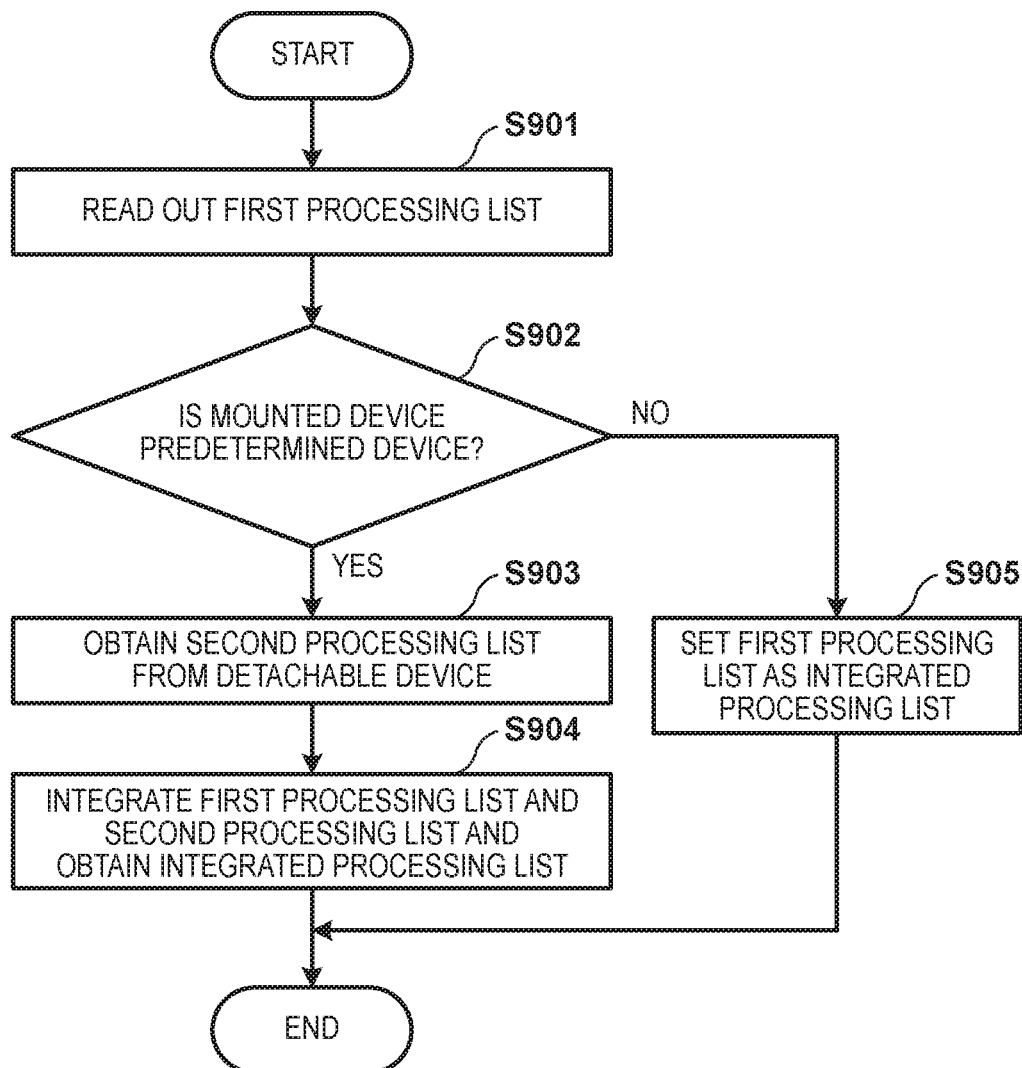 START
S901
READ OUT FIRST PROCESSING LIST
S902
IS MOUNTED DEVICE
PREDETERMINED DEVICE?
NO
YES
S903
OBTAIN SECOND PROCESSING LIST
FROM DETACHABLE DEVICE
S905
SET FIRST PROCESSING
LIST AS INTEGRATED
PROCESSING LIST
S904
INTEGRATE FIRST PROCESSING LIST AND
SECOND PROCESSING LIST AND
OBTAIN INTEGRATED PROCESSING LIST
END